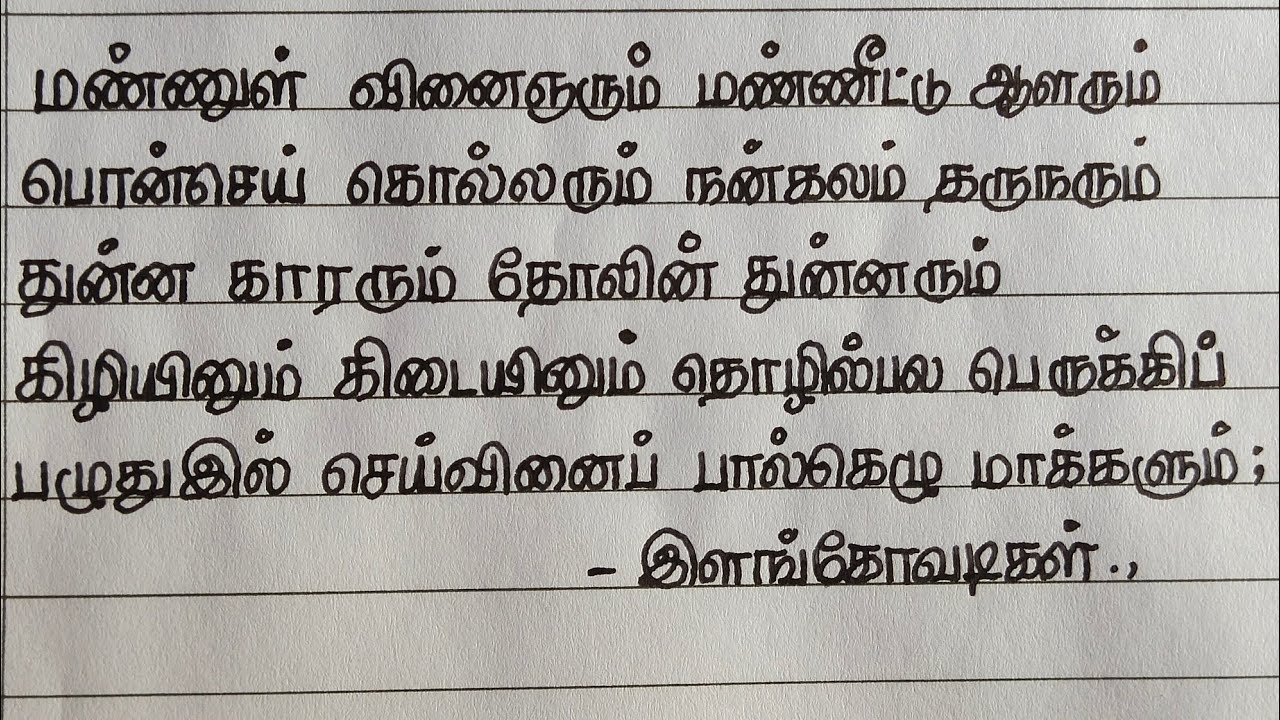 மண்ணுள் வினைஞரும் மண்ணீட்டு ஆளரும்
பொன்செய் கொல்லரும் நன்கலம் தருநரும்
துன்ன காரரும் தோலின் துன்னரும்
கிழியினும் கிடையினும் தொழில்பல பெருக்கிப்
பழுதுஇல் செய்வினைப் பால்கெழு மாக்களும்;
- இளங்கோவடிகள்.,